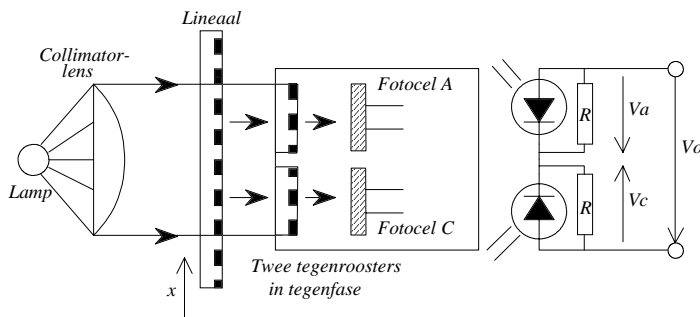 Lineaal
Collimator-
lens
Lamp
x
Fotocel A
Fotocel C
Twee tegenroosters
in tegenfase
R
Va
R
Vc
Vo